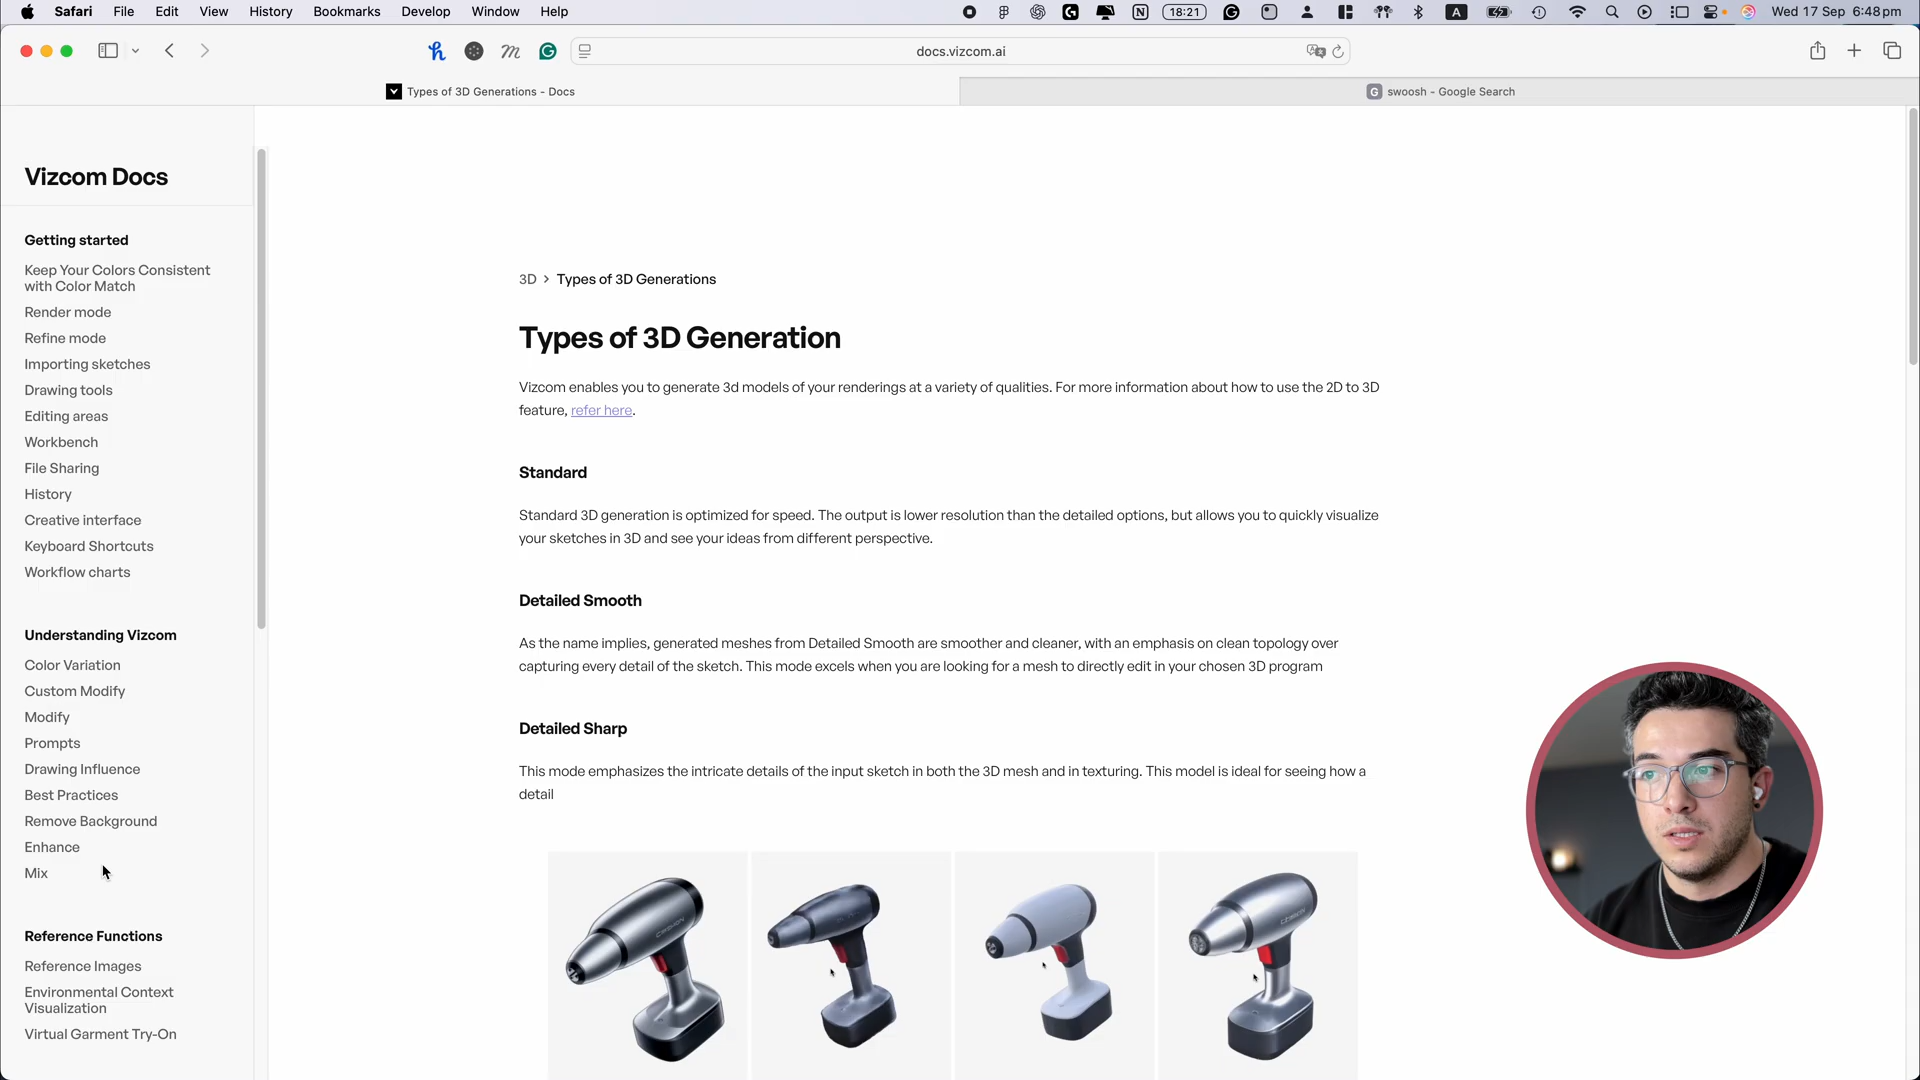 Safari File Edit View History Bookmarks Develop Window Help 18:21 A Wed 17 Sep 6:48pm
docs.vizcom.ai
Types of 3D Generations - Docs
swoosh - Google Search
Vizcom Docs
Getting started
Keep Your Colors Consistent
with Color Match
Render mode
Refine mode
Importing sketches
Drawing tools
Editing areas
Workbench
File Sharing
History
Creative interface
Keyboard Shortcuts
Workflow charts
Understanding Vizcom
Color Variation
Custom Modify
Modify
Prompts
Drawing Influence
Best Practices
Remove Background
Enhance
Mix
Reference Functions
Reference Images
Environmental Context
Visualization
Virtual Garment Try-On
3D > Types of 3D Generations
Types of 3D Generation
Vizcom enables you to generate 3d models of your renderings at a variety of qualities. For more information about how to use the 2D to 3D
feature, refer here.
Standard
Standard 3D generation is optimized for speed. The output is lower resolution than the detailed options, but allows you to quickly visualize
your sketches in 3D and see your ideas from different perspective.
Detailed Smooth
As the name implies, generated meshes from Detailed Smooth are smoother and cleaner, with an emphasis on clean topology over
capturing every detail of the sketch. This mode excels when you are looking for a mesh to directly edit in your chosen 3D program
Detailed Sharp
This mode emphasizes the intricate details of the input sketch in both the 3D mesh and in texturing. This model is ideal for seeing how a
detail